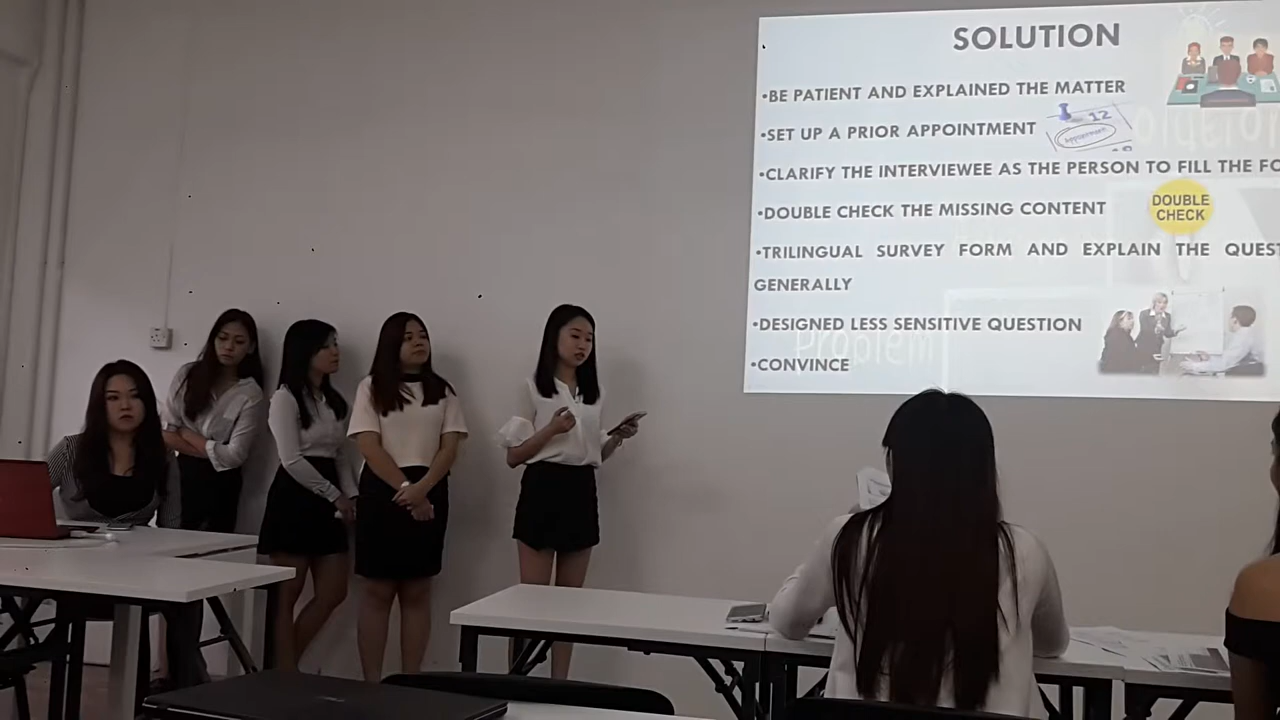 SOLUTION
•BE PATIENT AND EXPLAINED THE MATTER
•SET UP A PRIOR APPOINTMENT
12
•CLARIFY THE INTERVIEWEE AS THE PERSON TO FILL THE
•DOUBLE CHECK THE MISSING CONTENT
DOUBLE
CHECK
•TRILINGUAL SURVEY FORM AND EXPLAIN THE
GENERALLY
•DESIGNED LESS SENSITIVE QUESTION
Problem
•CONVINCE